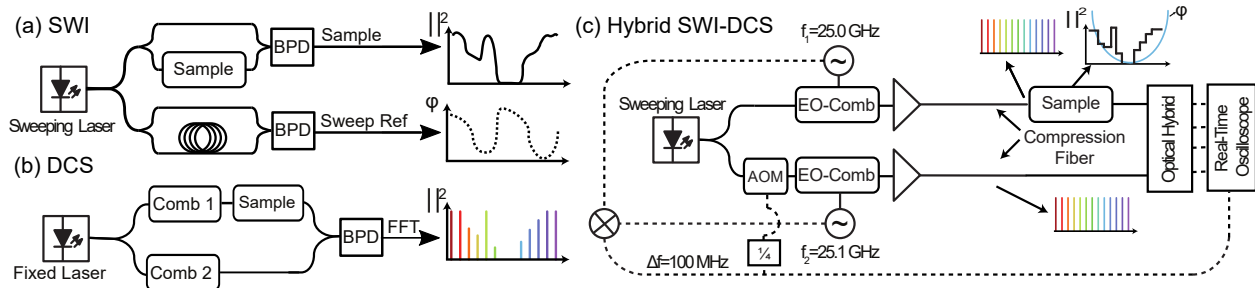 (a) SWI
Sample
BPD
Sample
| |²
Sweeping Laser
BPD
Sweep Ref
φ
(b) DCS
Comb 1
Sample
Comb 2
BPD
FFT
| |²
Fixed Laser
(c) Hybrid SWI-DCS
f₁=25.0 GHz
~
Sweeping Laser
EO-Comb
AOM
EO-Comb
~
f₂=25.1 GHz
¼
Δf=100 MHz
| |²
φ
Sample
Compression
Fiber
Optical Hybrid
Real-Time
Oscilloscope